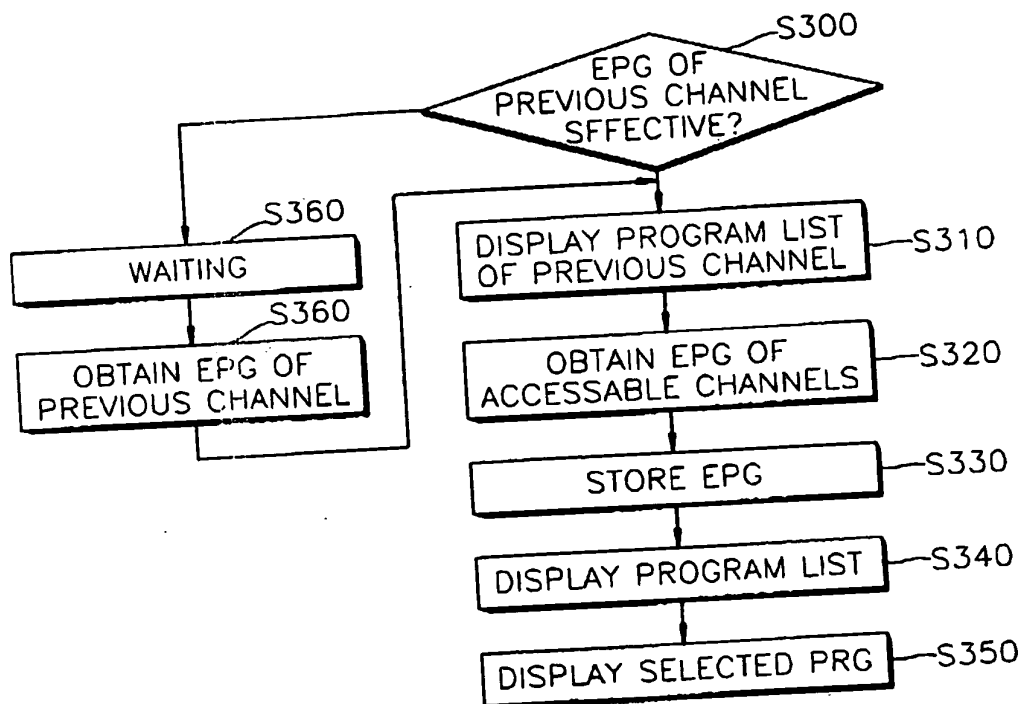 S300
EPG OF
PREVIOUS CHANNEL
SFFECTIVE?
S360
WAITING
S360
OBTAIN EPG OF
PREVIOUS CHANNEL
DISPLAY PROGRAM LIST
OF PREVIOUS CHANNEL
S310
OBTAIN EPG OF
ACCESSABLE CHANNELS
S320
STORE EPG
S330
DISPLAY PROGRAM LIST
S340
DISPLAY SELECTED PRG
S350